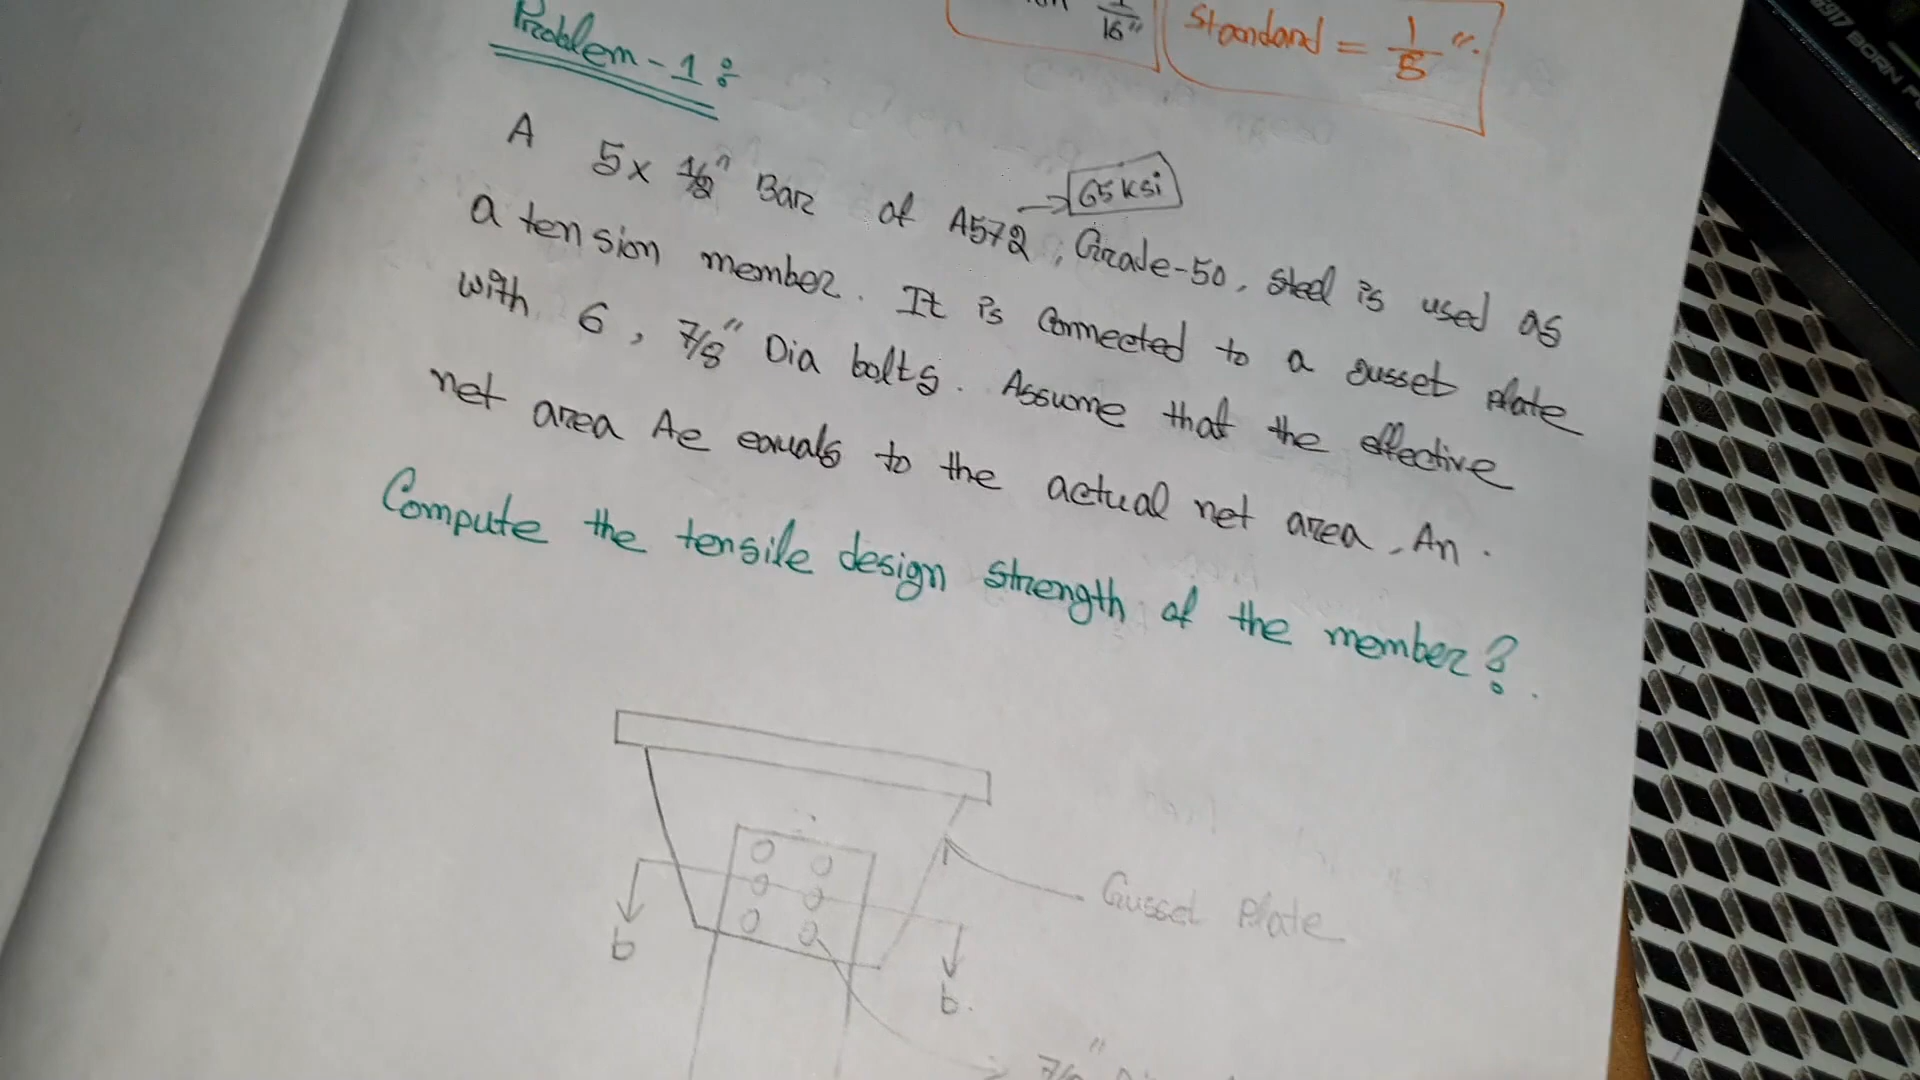 1/16"
Standard = 1/8".
Problem - 1 :
65 ksi
A 5 x 1/2" Bar of A572, Grade-50, steel is used as
a tension member. It is connected to a gusset plate
with 6, 7/8" Dia bolts. Assume that the effective
net area Ae equals to the actual net area, An.
Compute the tensile design strength of the member?
Gusset Plate
b
b.